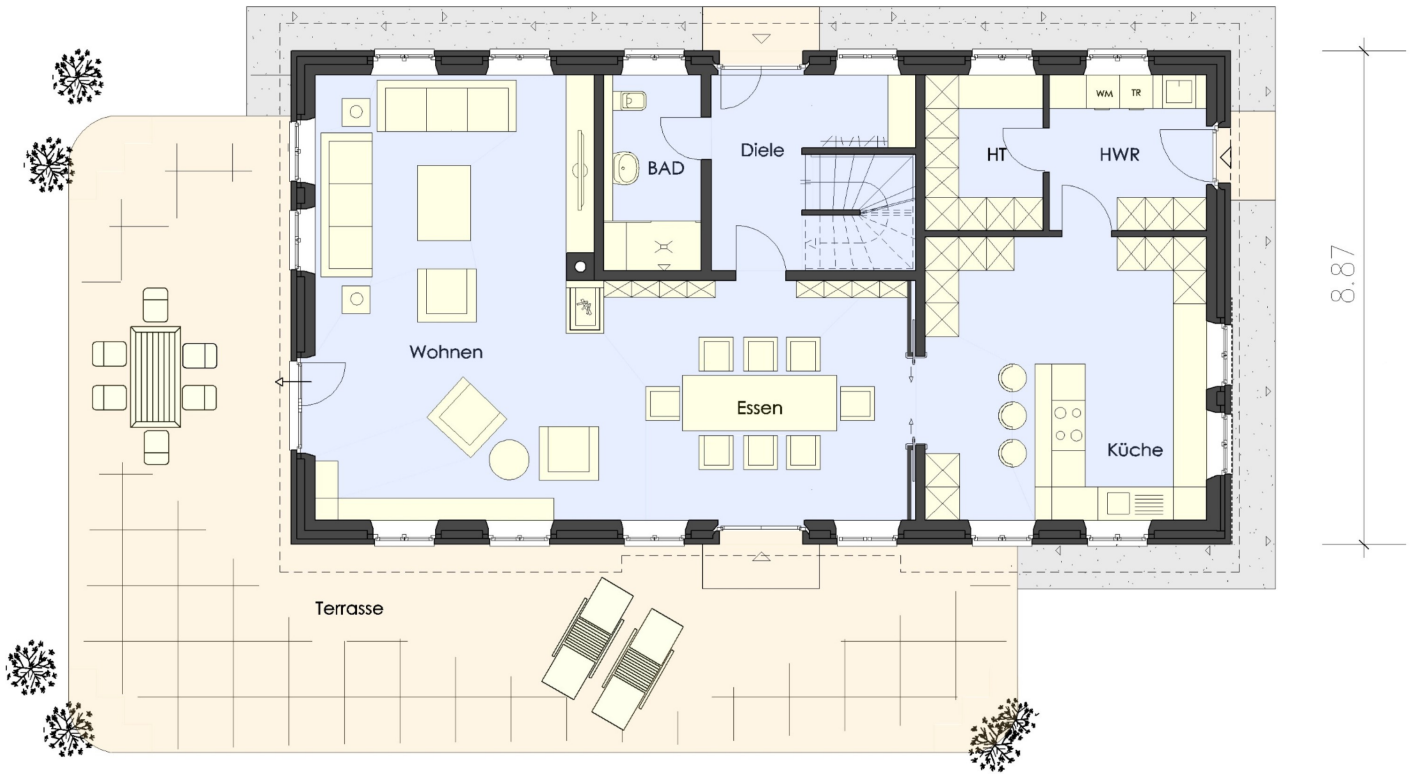 WM
TR
Diele
HT
HWR
BAD
8.87
Wohnen
Essen
Küche
Terrasse